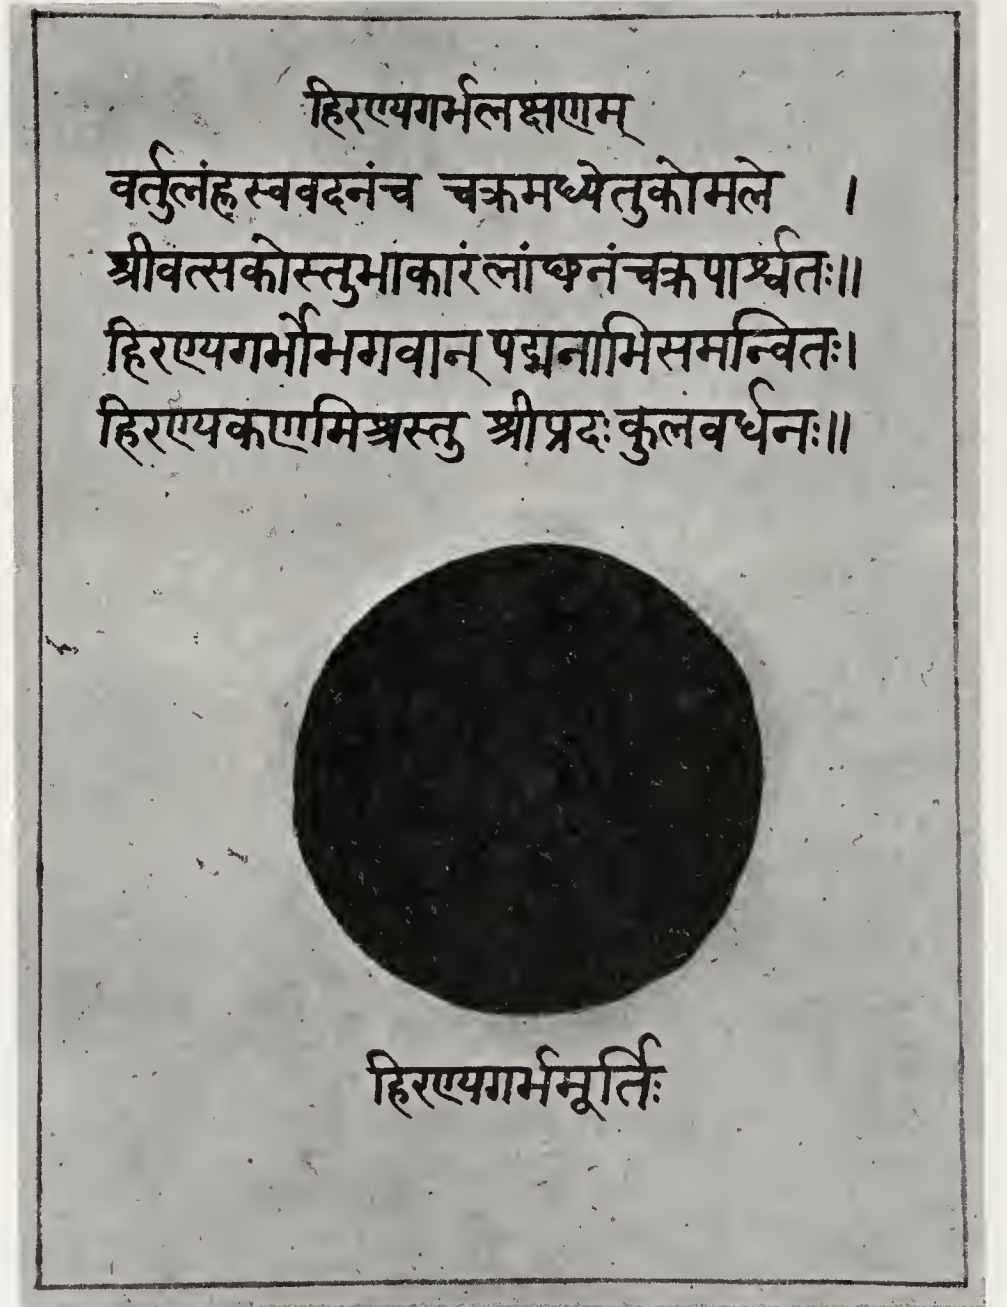 हिरण्यगर्भलक्षणम्
वर्तुलंह्रस्ववदनंच चक्रमध्येतुकोमले ।
श्रीवत्सकोस्तुभाकारंलांछनंचक्रपार्श्वतः॥
हिरण्यगर्भोभगवान् पद्मनाभिसमन्वितः।
हिरण्यकणमिश्रस्तु श्रीप्रदःकुलवर्धनः॥
हिरण्यगर्भमूर्तिः